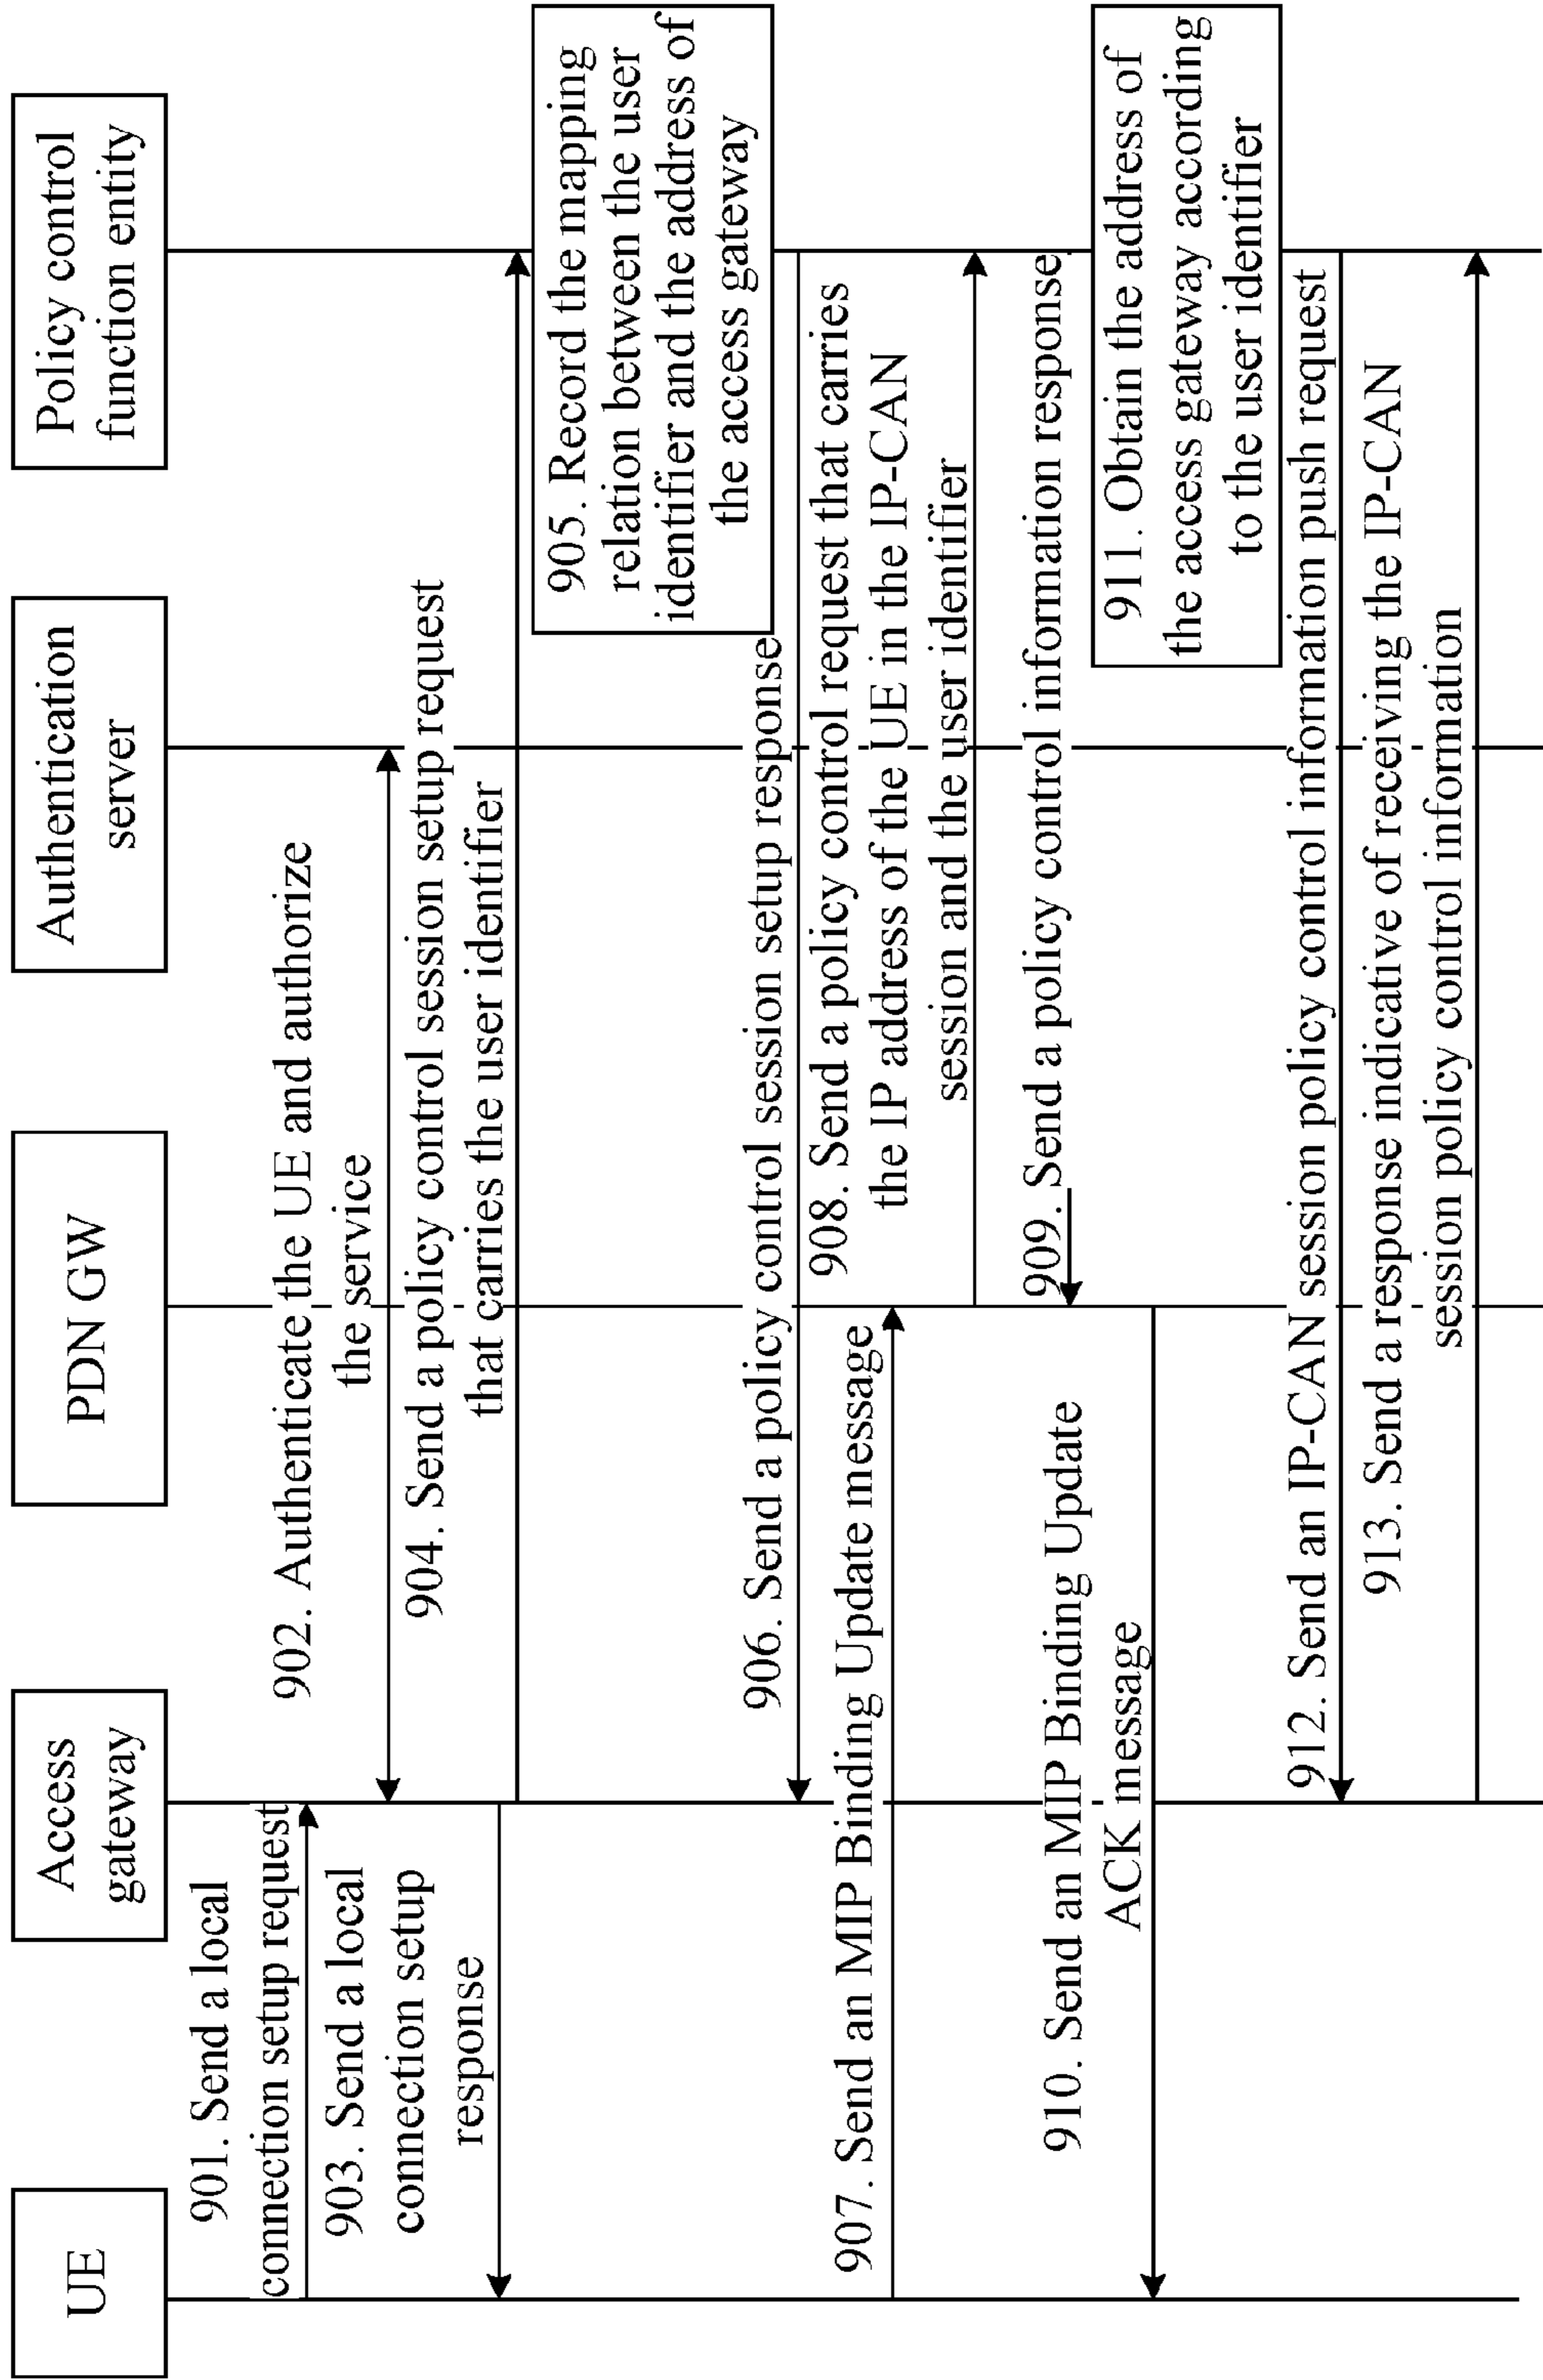 UE
Access
gateway
PDN GW
Authentication
server
Policy control
function entity
901. Send a local
connection setup request
902. Authenticate the UE and authorize
the service
903. Send a local
connection setup
response
904. Send a policy control session setup request
that carries the user identifier
905. Record the mapping
relation between the user
identifier and the address of
the access gateway
906. Send a policy control session setup response
907. Send an MIP Binding Update message
908. Send a policy control request that carries
the IP address of the UE in the IP-CAN
session and the user identifier
909. Send a policy control information response
910. Send an MIP Binding Update
ACK message
911. Obtain the address of
the access gateway according
to the user identifier
912. Send an IP-CAN session policy control information push request
913. Send a response indicative of receiving the IP-CAN
session policy control information